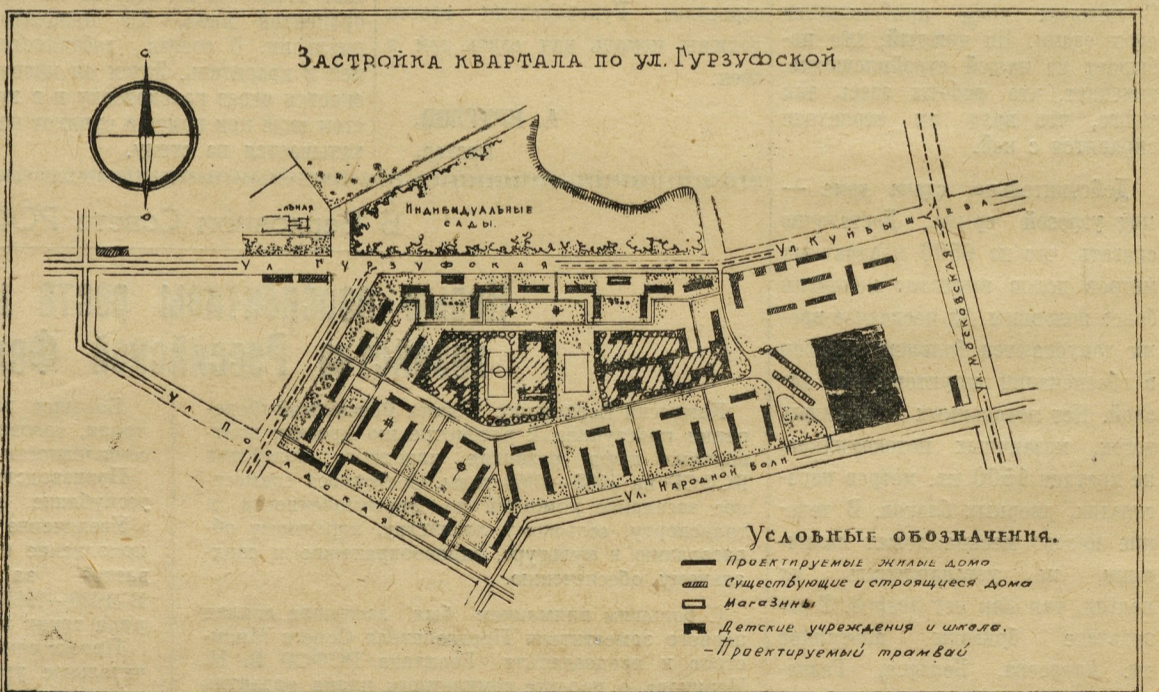 Застройка квартала по ул. Гурзуфской
С
Ю
льная
Индивидуальные
сады.
Ул. Гурзуфская
Ул. Куйбышева
Ул. Московская
Ул. Посадская
Ул. Народной Воли
Условные обозначения.
Проектируемые жилые дома
Существующие и строящиеся дома
Магазины
Детские учреждения и школа.
–Проектируемый трамвай